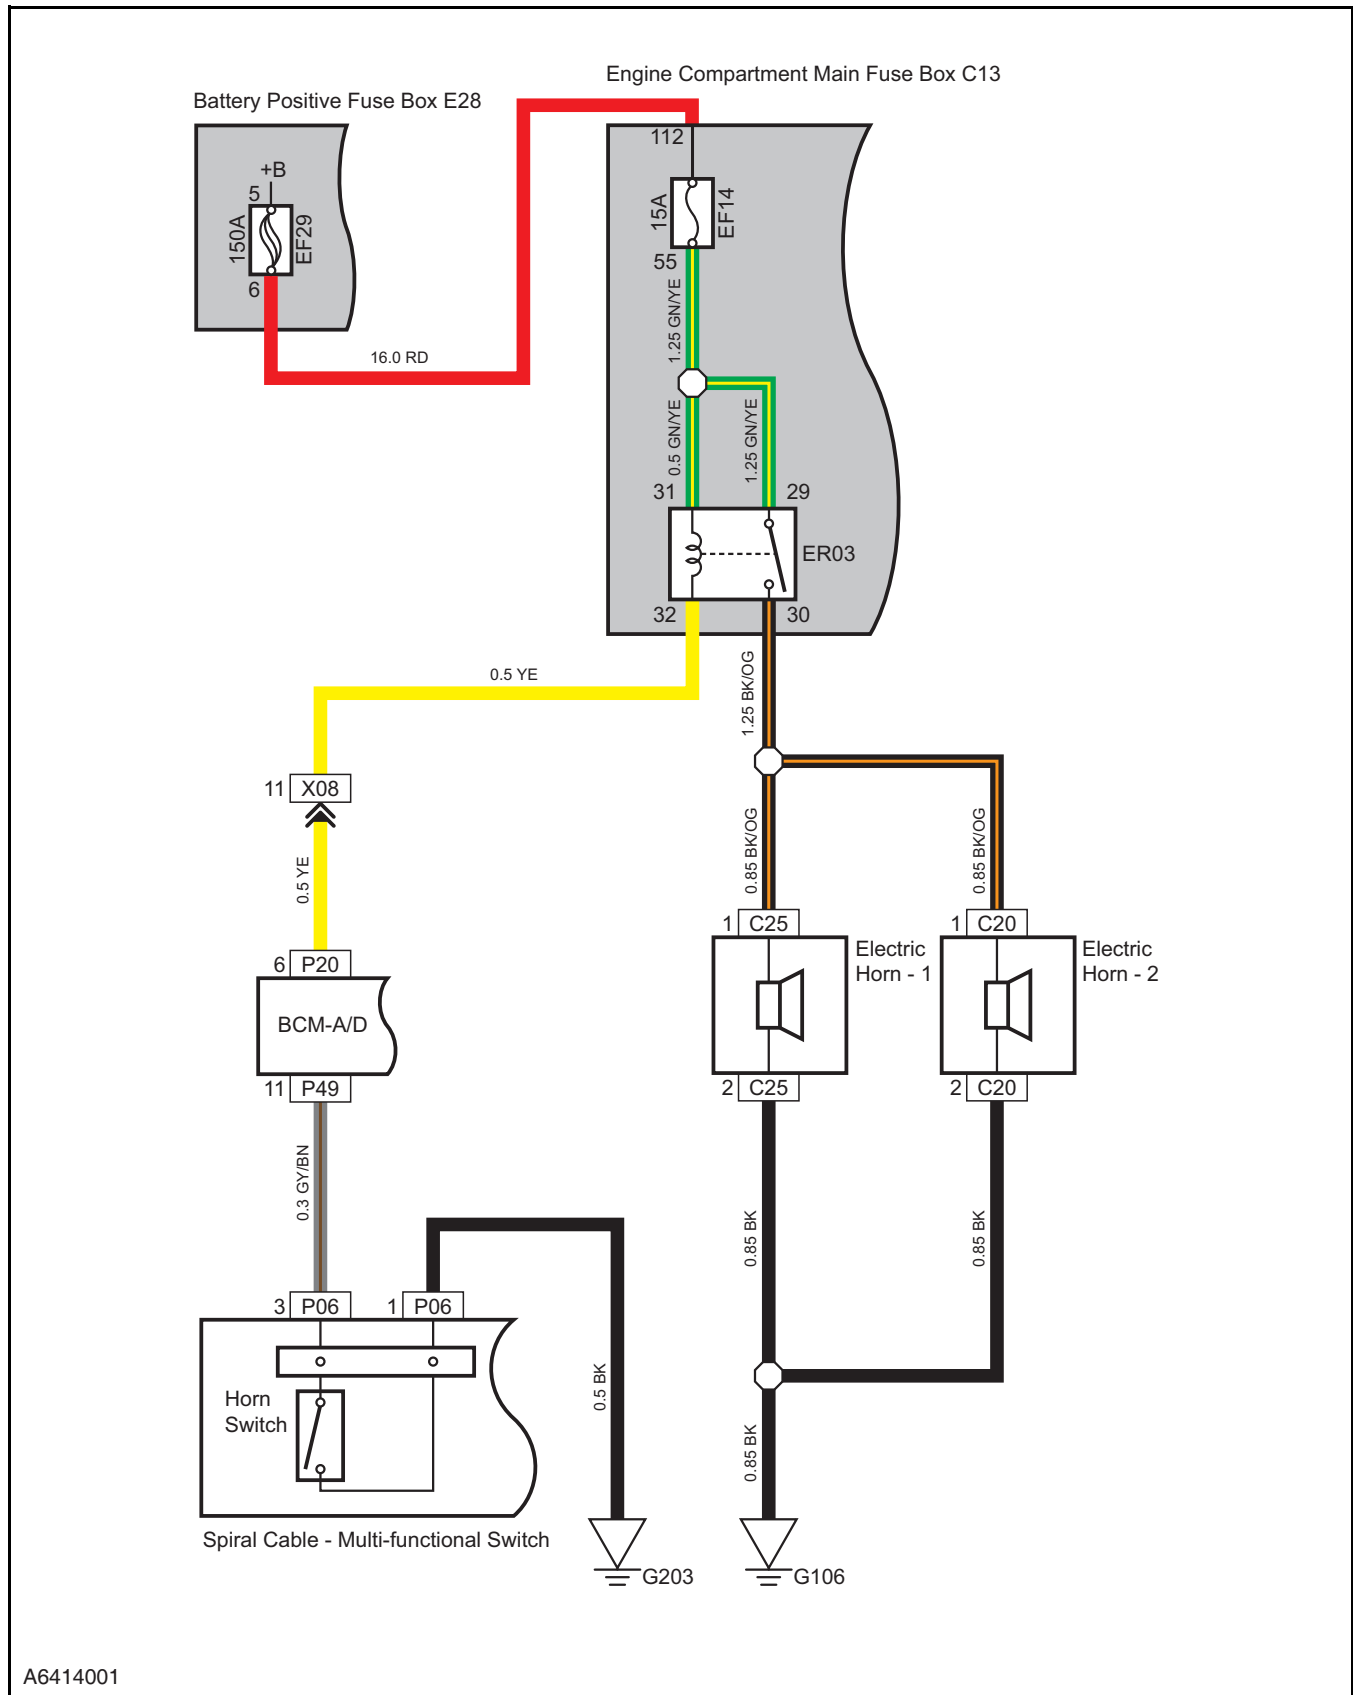 Engine Compartment Main Fuse Box C13
Battery Positive Fuse Box E28
+B
5
150A
EF29
6
16.0 RD
112
15A
EF14
55
1.25 GN/YE
0.5 GN/YE
1.25 GN/YE
31
29
ER03
32
30
0.5 YE
1.25 BK/OG
11 X08
0.5 YE
0.85 BK/OG
0.85 BK/OG
6 P20
BCM-A/D
11 P49
1 C25
Electric
Horn - 1
2 C25
1 C20
Electric
Horn - 2
2 C20
0.3 GY/BN
0.85 BK
0.85 BK
3 P06
1 P06
Horn
Switch
0.5 BK
0.85 BK
Spiral Cable - Multi-functional Switch
G203
G106
A6414001